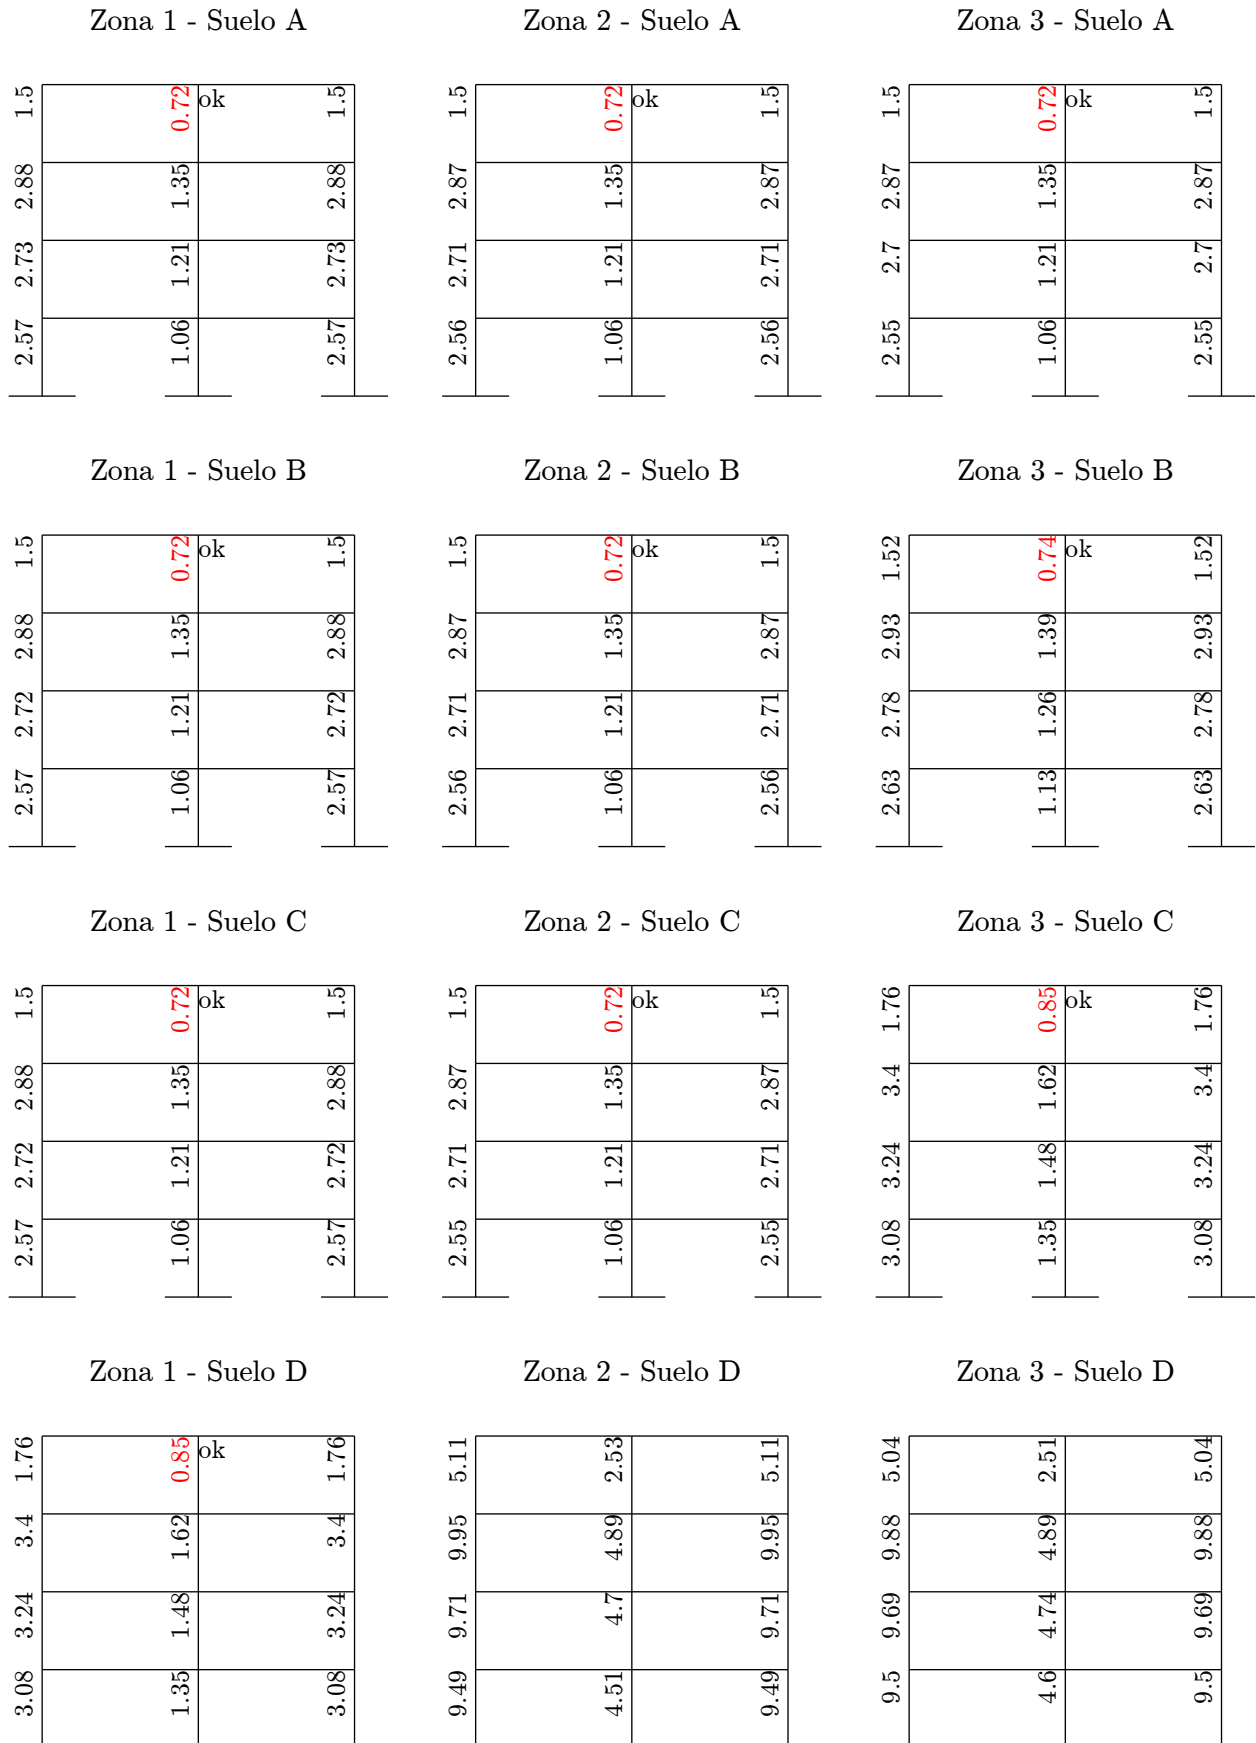 Zona 1 - Suelo A
Zona 2 - Suelo A
Zona 3 - Suelo A
1.5 0.72 ok 1.5
1.5 0.72 ok 1.5
1.5 0.72 ok 1.5
2.88 1.35 2.88
2.87 1.35 2.87
2.87 1.35 2.87
2.73 1.21 2.73
2.71 1.21 2.71
2.7 1.21 2.7
2.57 1.06 2.57
2.56 1.06 2.56
2.55 1.06 2.55
Zona 1 - Suelo B
Zona 2 - Suelo B
Zona 3 - Suelo B
1.5 0.72 ok 1.5
1.5 0.72 ok 1.5
1.52 0.74 ok 1.52
2.88 1.35 2.88
2.87 1.35 2.87
2.93 1.39 2.93
2.72 1.21 2.72
2.71 1.21 2.71
2.78 1.26 2.78
2.57 1.06 2.57
2.56 1.06 2.56
2.63 1.13 2.63
Zona 1 - Suelo C
Zona 2 - Suelo C
Zona 3 - Suelo C
1.5 0.72 ok 1.5
1.5 0.72 ok 1.5
1.76 0.85 ok 1.76
2.88 1.35 2.88
2.87 1.35 2.87
3.4 1.62 3.4
2.72 1.21 2.72
2.71 1.21 2.71
3.24 1.48 3.24
2.57 1.06 2.57
2.55 1.06 2.55
3.08 1.35 3.08
Zona 1 - Suelo D
Zona 2 - Suelo D
Zona 3 - Suelo D
1.76 0.85 ok 1.76
5.11 2.53 5.11
5.04 2.51 5.04
3.4 1.62 3.4
9.95 4.89 9.95
9.88 4.89 9.88
3.24 1.48 3.24
9.71 4.7 9.71
9.69 4.74 9.69
3.08 1.35 3.08
9.49 4.51 9.49
9.5 4.6 9.5